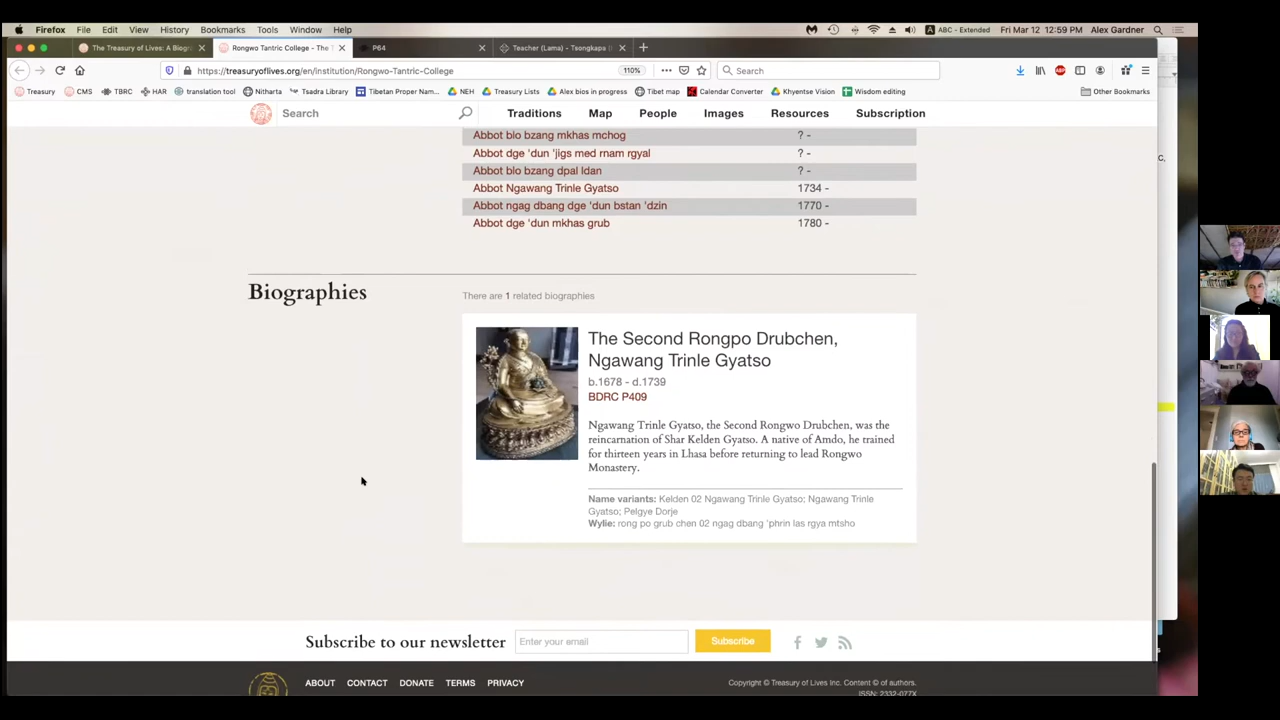 Firefox File Edit View History Bookmarks Tools Window Help ABC - Extended Fri Mar 12 12:59 PM Alex Gardner
The Treasury of Lives: A Biogra Rongwo Tantric College - The P64 Teacher (Lama) - Tsongkapa (
https://treasuryoflives.org/en/institution/Rongwo-Tantric-College 110% Search
Treasury CMS TBRC HAR translation tool Nitharta Tsadra Library Tibetan Proper Nam... NEH Treasury Lists Alex bios in progress Tibet map Calendar Converter Khyentse Vision Wisdom editing Other Bookmarks
Search Traditions Map People Images Resources Subscription
Abbot blo bzang mkhas mchog ? -
Abbot dge 'dun 'jigs med rnam rgyal ? -
Abbot blo bzang dpal ldan ? -
Abbot Ngawang Trinle Gyatso 1734 -
Abbot ngag dbang dge 'dun bstan 'dzin 1770 -
Abbot dge 'dun mkhas grub 1780 -
Biographies
There are 1 related biographies
The Second Rongpo Drubchen,
Ngawang Trinle Gyatso
b.1678 - d.1739
BDRC P409
Ngawang Trinle Gyatso, the Second Rongwo Drubchen, was the
reincarnation of Shar Kelden Gyatso. A native of Amdo, he trained
for thirteen years in Lhasa before returning to lead Rongwo
Monastery.
Name variants: Kelden 02 Ngawang Trinle Gyatso; Ngawang Trinle
Gyatso; Pelgye Dorje
Wylie: rong po grub chen 02 ngag dbang 'phrin las rgya mtsho
Subscribe to our newsletter Enter your email Subscribe
ABOUT CONTACT DONATE TERMS PRIVACY
Copyright © Treasury of Lives Inc. Content © of authors.
ISSN: 2332-077X